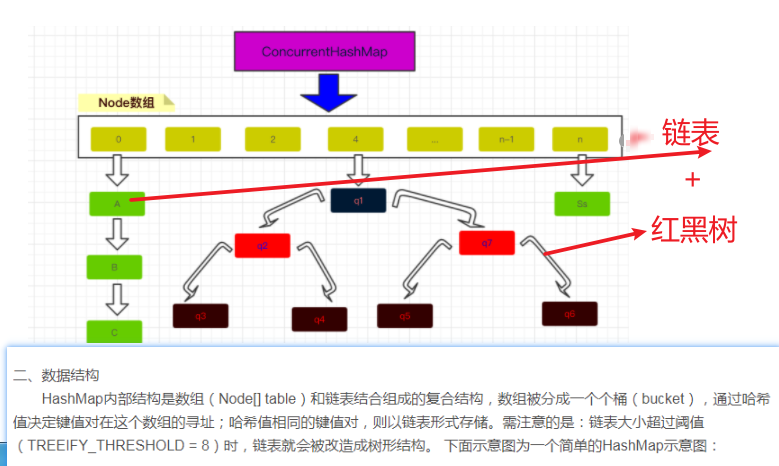 ConcurrentHashMap
Node数组
0 1 2 4 ... n-1 n
链表
+
红黑树
A q1 Ss
q2 q7
B
q3 q4 q5 q6
C
二、数据结构
HashMap内部结构是数组（Node[] table）和链表结合组成的复合结构，数组被分成一个个桶（bucket），通过哈希
值决定键值对在这个数组的寻址；哈希值相同的键值对，则以链表形式存储。需注意的是：链表大小超过阈值
（TREEIFY_THRESHOLD = 8）时，链表就会被改造成树形结构。 下面示意图为一个简单的HashMap示意图：